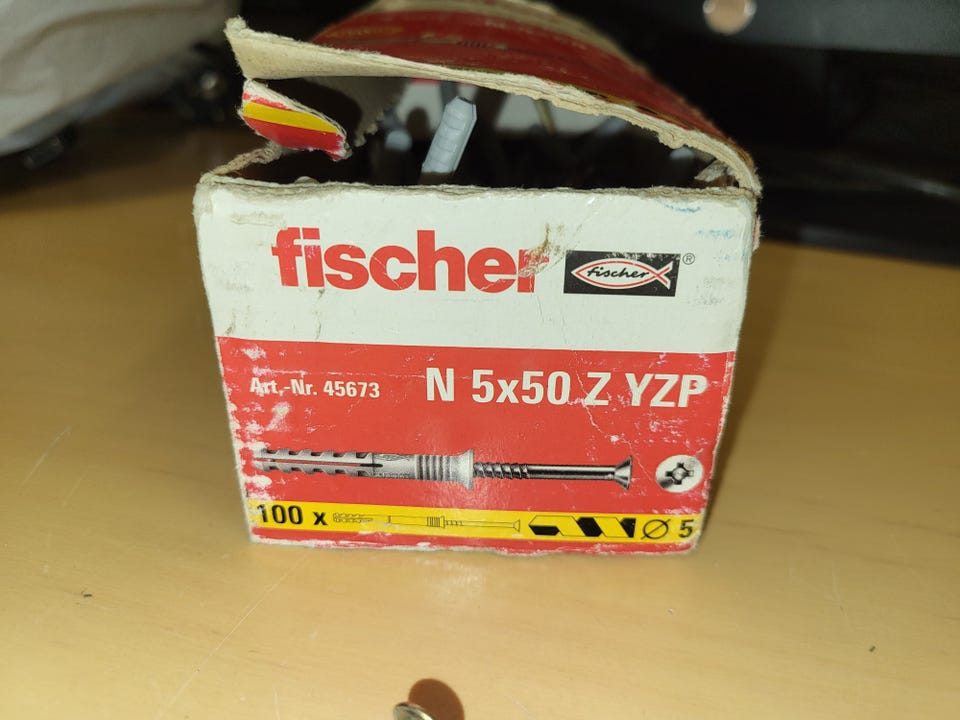 fischer
fischer ®
Art.-Nr. 45673
N 5x50 Z YZP
100 x
Ø 5